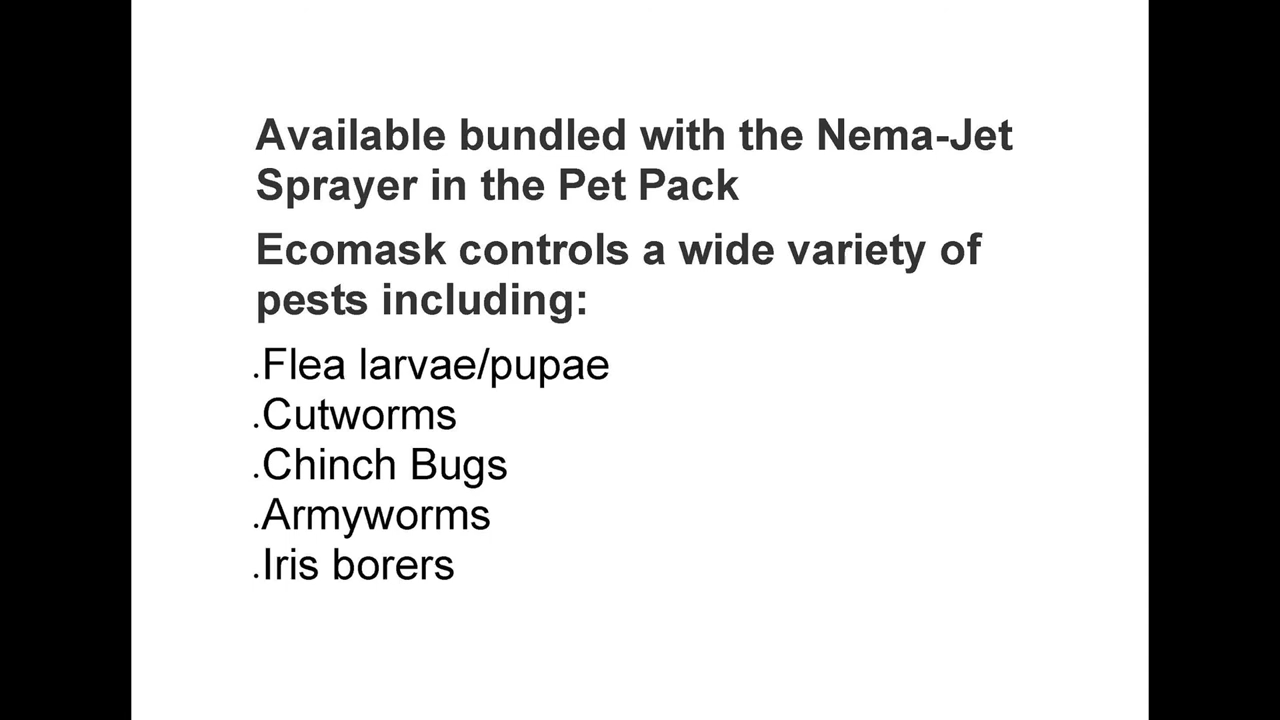 Available bundled with the Nema-Jet
Sprayer in the Pet Pack
Ecomask controls a wide variety of
pests including:
.Flea larvae/pupae
.Cutworms
.Chinch Bugs
.Armyworms
.Iris borers